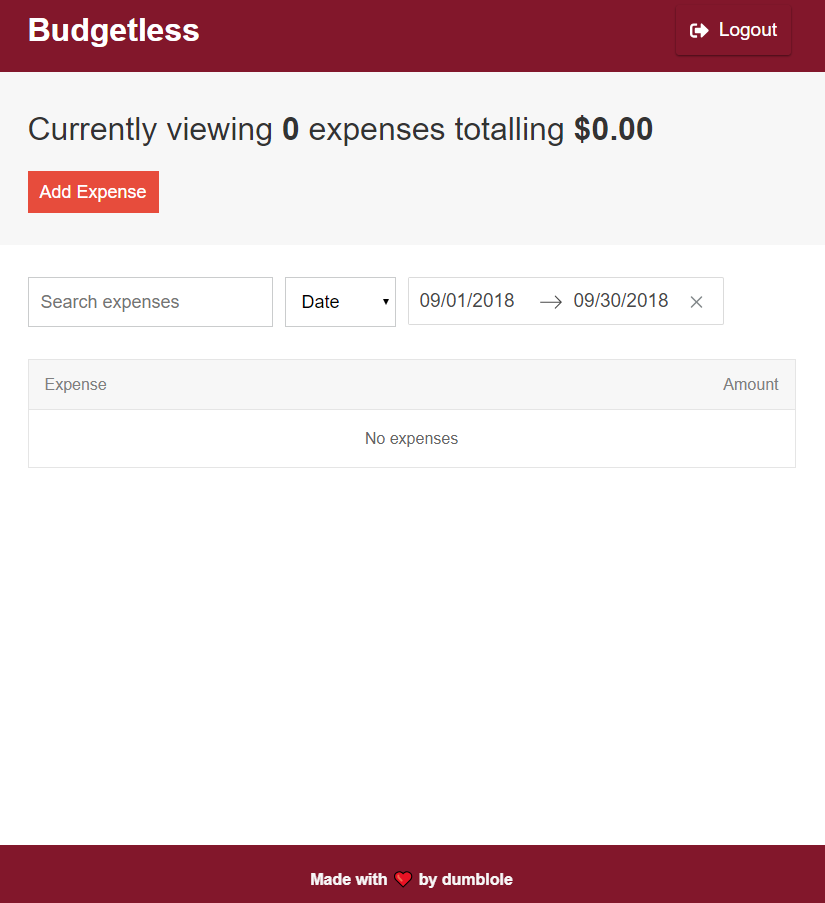 Budgetless
Logout
Currently viewing 0 expenses totalling $0.00
Add Expense
Search expenses
Date
09/01/2018
09/30/2018
Expense
Amount
No expenses
Made with ❤ by dumblole